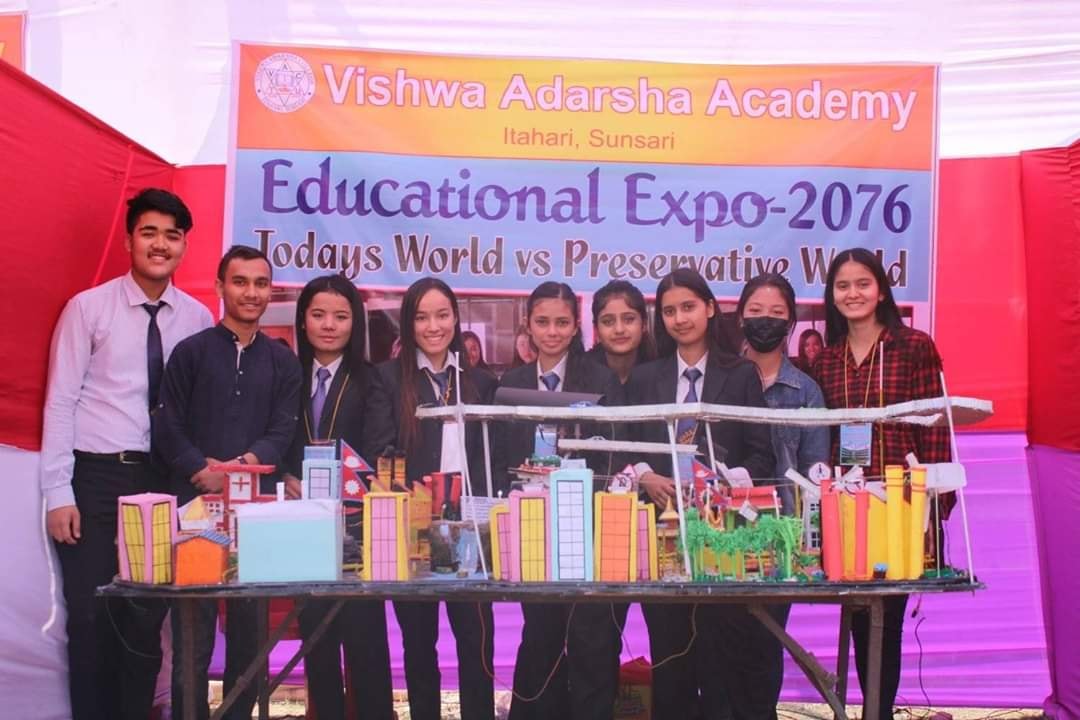 Vishwa Adarsha Academy
Itahari, Sunsari
Educational Expo-2076
Todays World vs Preservative World